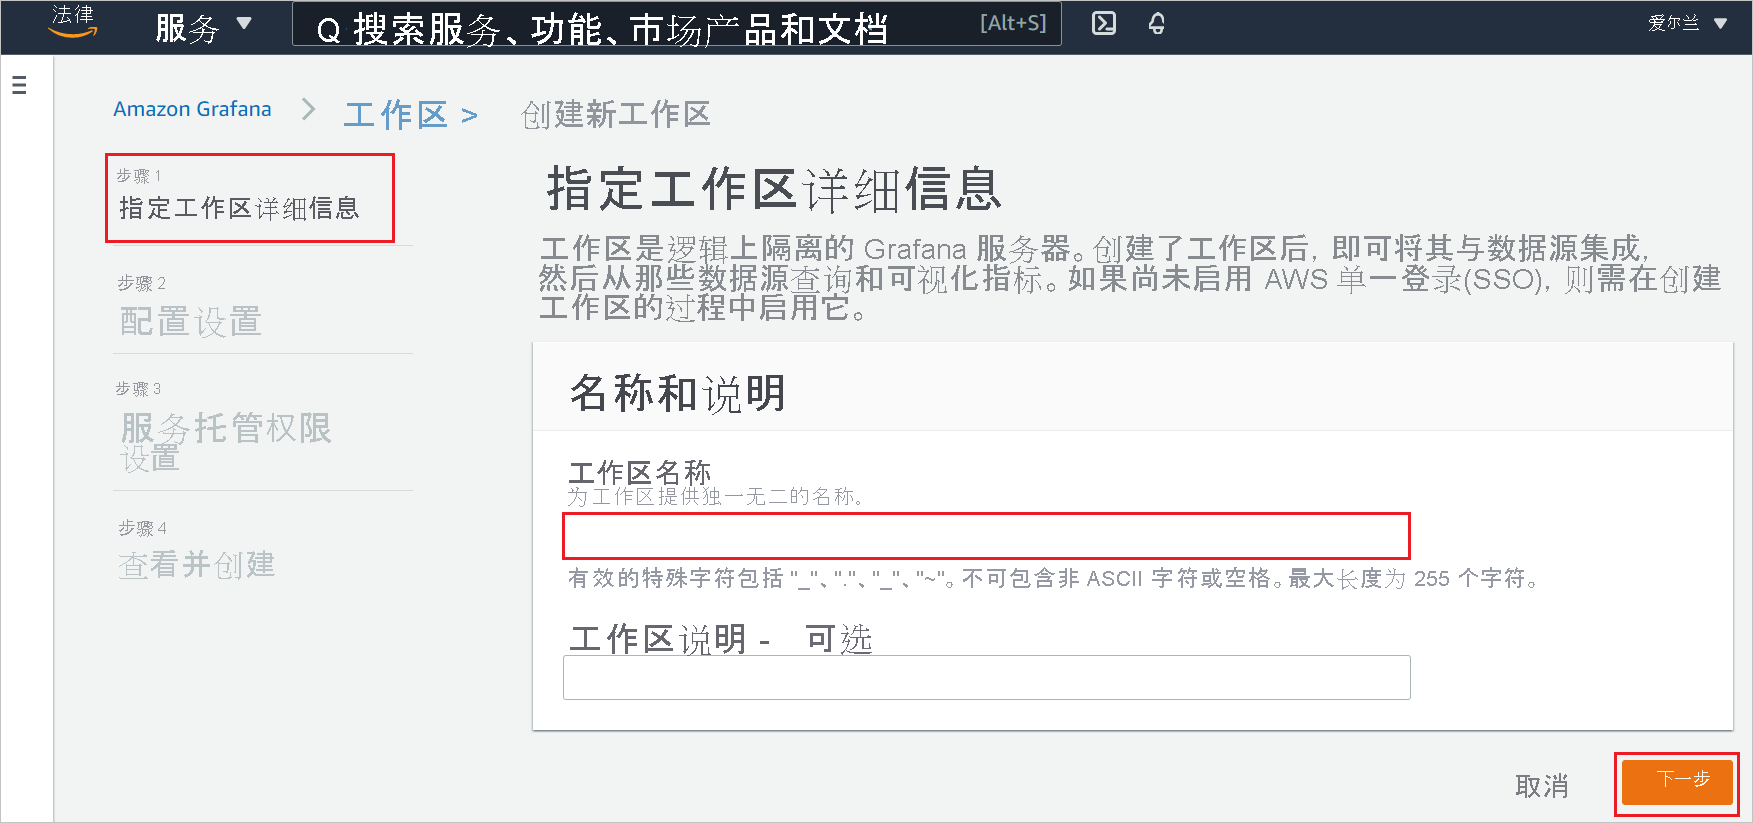 法律
服务
搜索服务、功能、市场产品和文档
[Alt+S]
爱尔兰
Amazon Grafana
工作区 >
创建新工作区
步骤 1
指定工作区详细信息
步骤 2
配置设置
步骤 3
服务托管权限
设置
步骤 4
查看并创建
指定工作区详细信息
工作区是逻辑上隔离的 Grafana 服务器。创建了工作区后, 即可将其与数据源集成,
然后从那些数据源查询和可视化指标。如果尚未启用 AWS 单一登录(SSO), 则需在创建
工作区的过程中启用它。
名称和说明
工作区名称
为工作区提供独一无二的名称。
有效的特殊字符包括 "_"、"."、"_"、"~"。不可包含非 ASCII 字符或空格。最大长度为 255 个字符。
工作区说明 - 可选
取消
下一步